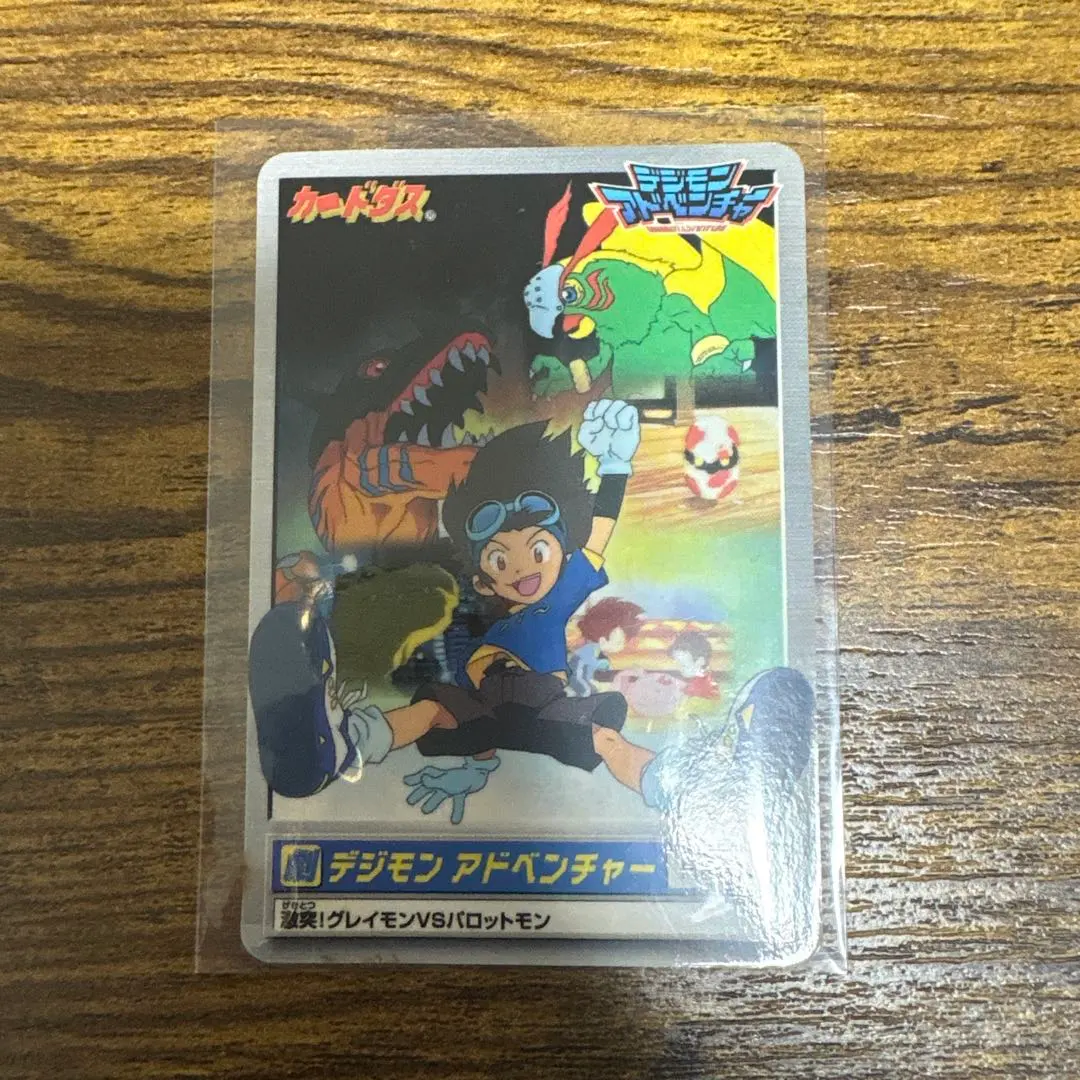 カードダス®
デジモン
アドベンチャー
デジモン アドベンチャー
げきとつ
激突!グレイモンVSパロットモン